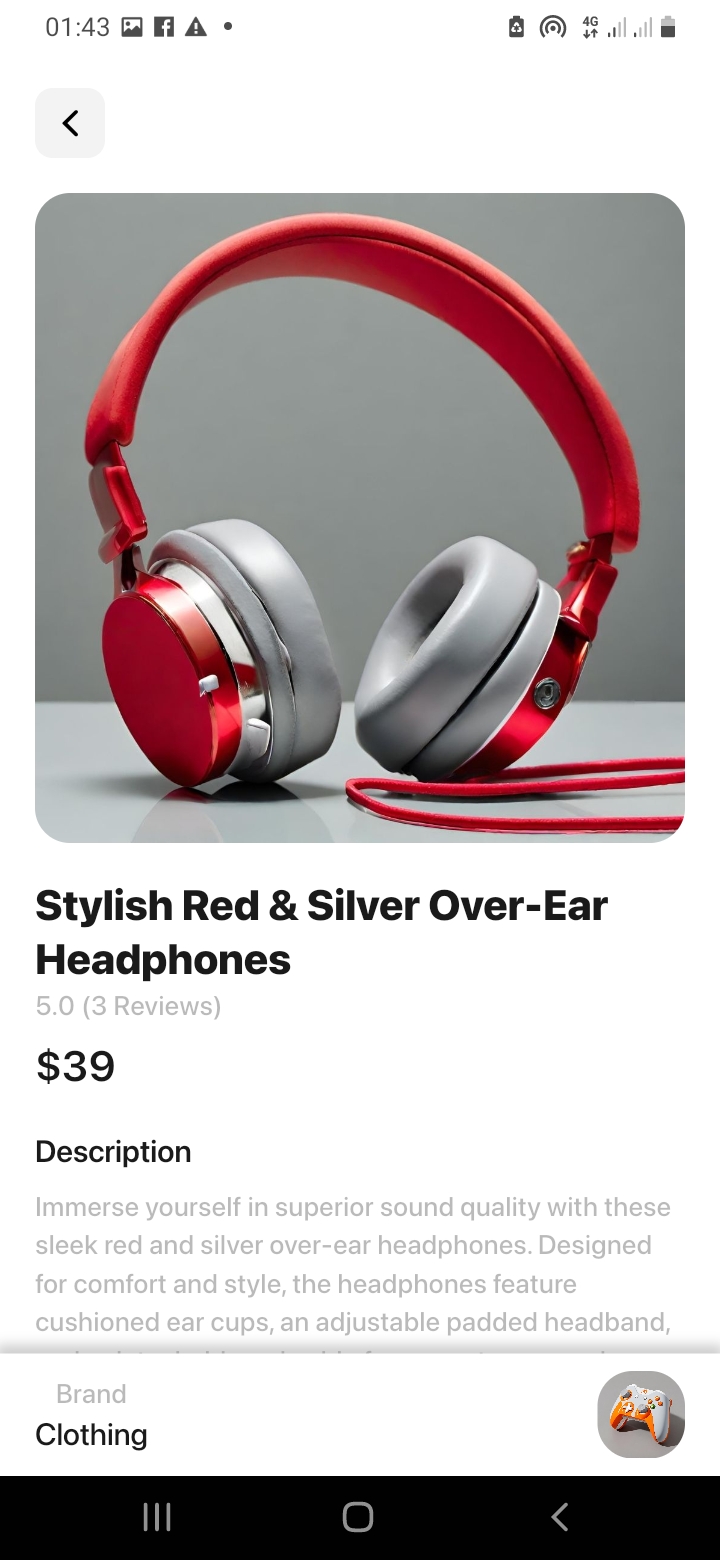 01:43
4G
Stylish Red & Silver Over-Ear
Headphones
5.0 (3 Reviews)
$39
Description
Immerse yourself in superior sound quality with these
sleek red and silver over-ear headphones. Designed
for comfort and style, the headphones feature
cushioned ear cups, an adjustable padded headband,
Brand
Clothing